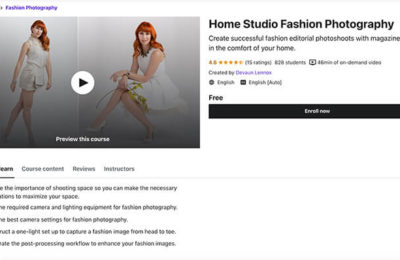 Fashion Photography
Home Studio Fashion Photography
Create successful fashion editorial photoshoots with magazine
in the comfort of your home.
4.6 (15 ratings) 828 students 46min of on-demand video
Created by Devaun Lennox
English English [Auto]
Free
Enroll now
Preview this course
learn Course content Reviews Instructors
e the importance of shooting space so you can make the necessary
ations to maximize your space.
he required camera and lighting equipment for fashion photography.
he best camera settings for fashion photography.
truct a one-light set up to capture a fashion image from head to toe.
nate the post-processing workflow to enhance your fashion images.